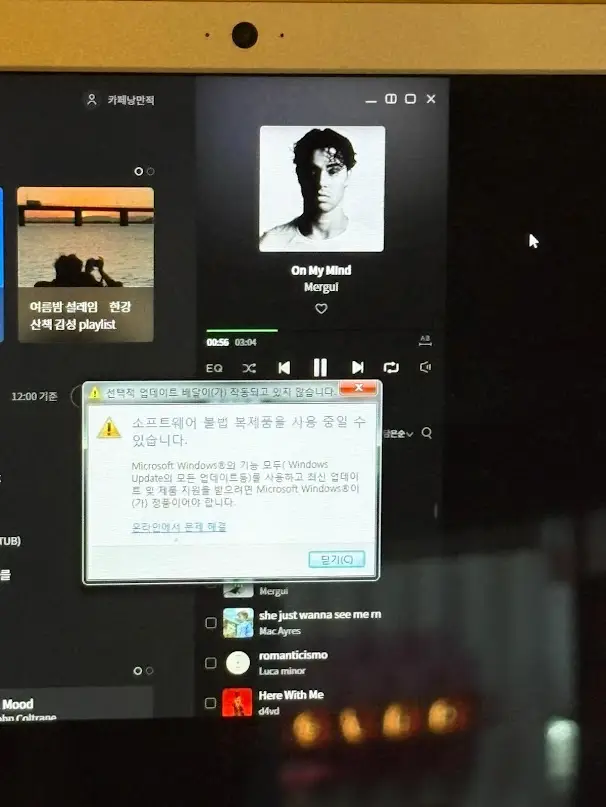 카페낭만적
On My Mind
Mergui
여름밤 설레임 현강
산책 감성 playlist
00:56 03:04
A B
EQ
12:00 기준
선택적 업데이트 배달이(가) 작동되고 있지 않습니다.
소프트웨어 불법 복제품을 사용 중일 수
있습니다.
Microsoft Windows®의 기능 모두( Windows
Update의 모든 업데이트 등)를 사용하고 최신 업데이
트 및 제품 지원을 받으려면 Microsoft Windows®이
(가) 정품이어야 합니다.
온라인에서 문제 해결
닫기(C)
TUB)
를
Mergui
she just wanna see me rn
Mac Ayres
romanticismo
Luca minor
Here With Me
d4vd
Mood
ohn Coltrane